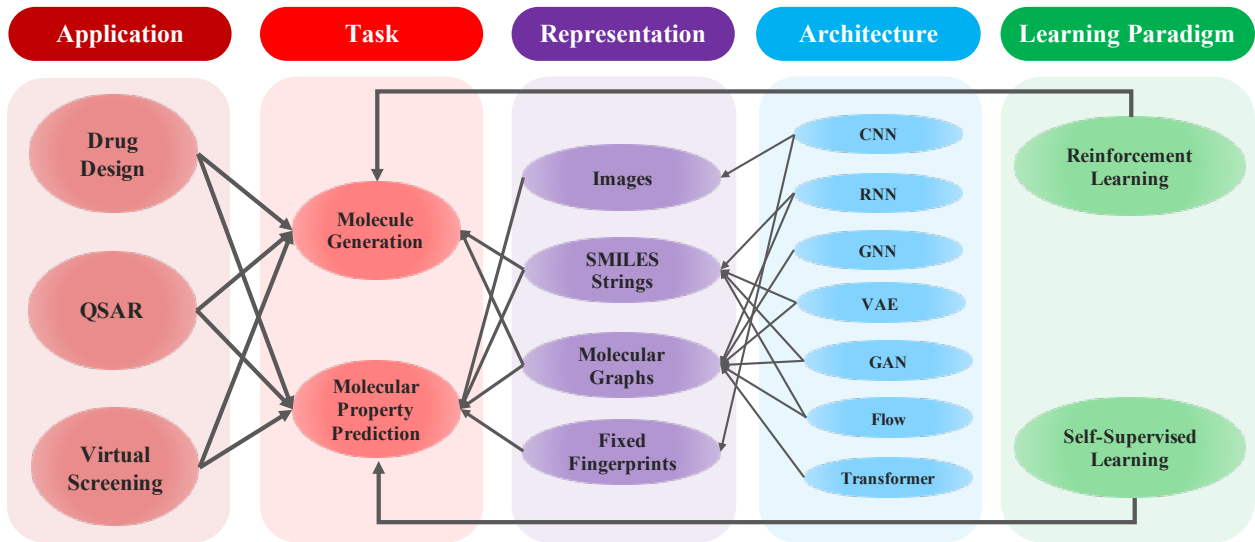 Application
Task
Representation
Architecture
Learning Paradigm
Drug
Design
QSAR
Virtual
Screening
Molecule
Generation
Molecular
Property
Prediction
Images
SMILES
Strings
Molecular
Graphs
Fixed
Fingerprints
CNN
RNN
GNN
VAE
GAN
Flow
Transformer
Reinforcement
Learning
Self-Supervised
Learning